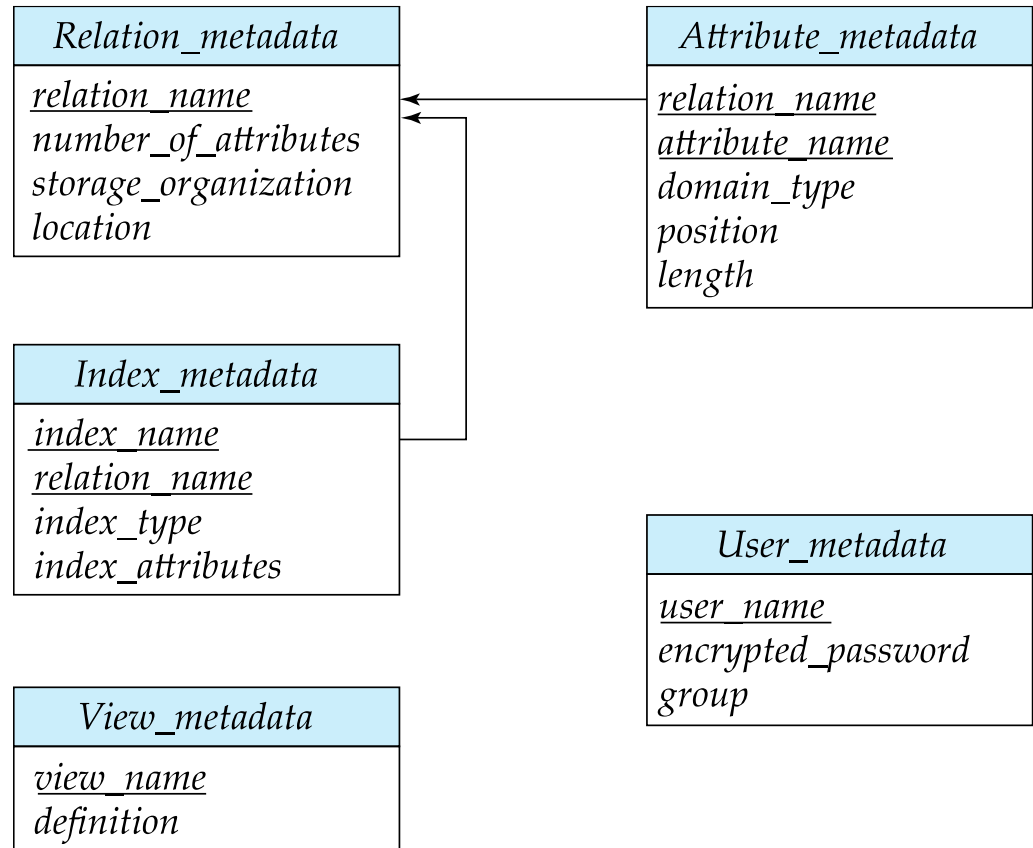 Relation_metadata
relation_name
number_of_attributes
storage_organization
location
Attribute_metadata
relation_name
attribute_name
domain_type
position
length
Index_metadata
index_name
relation_name
index_type
index_attributes
User_metadata
user_name
encrypted_password
group
View_metadata
view_name
definition